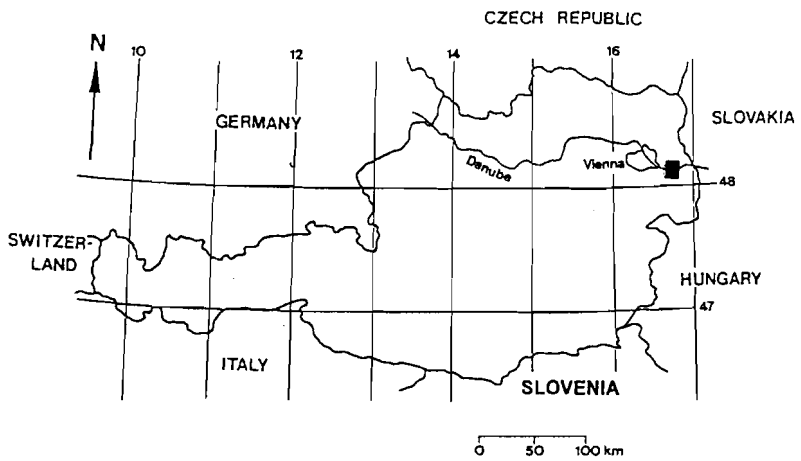 CZECH REPUBLIC
N
10
12
14
16
GERMANY
SLOVAKIA
Danube
Vienna
48
SWITZER-
LAND
HUNGARY
47
ITALY
SLOVENIA
0 50 100 km